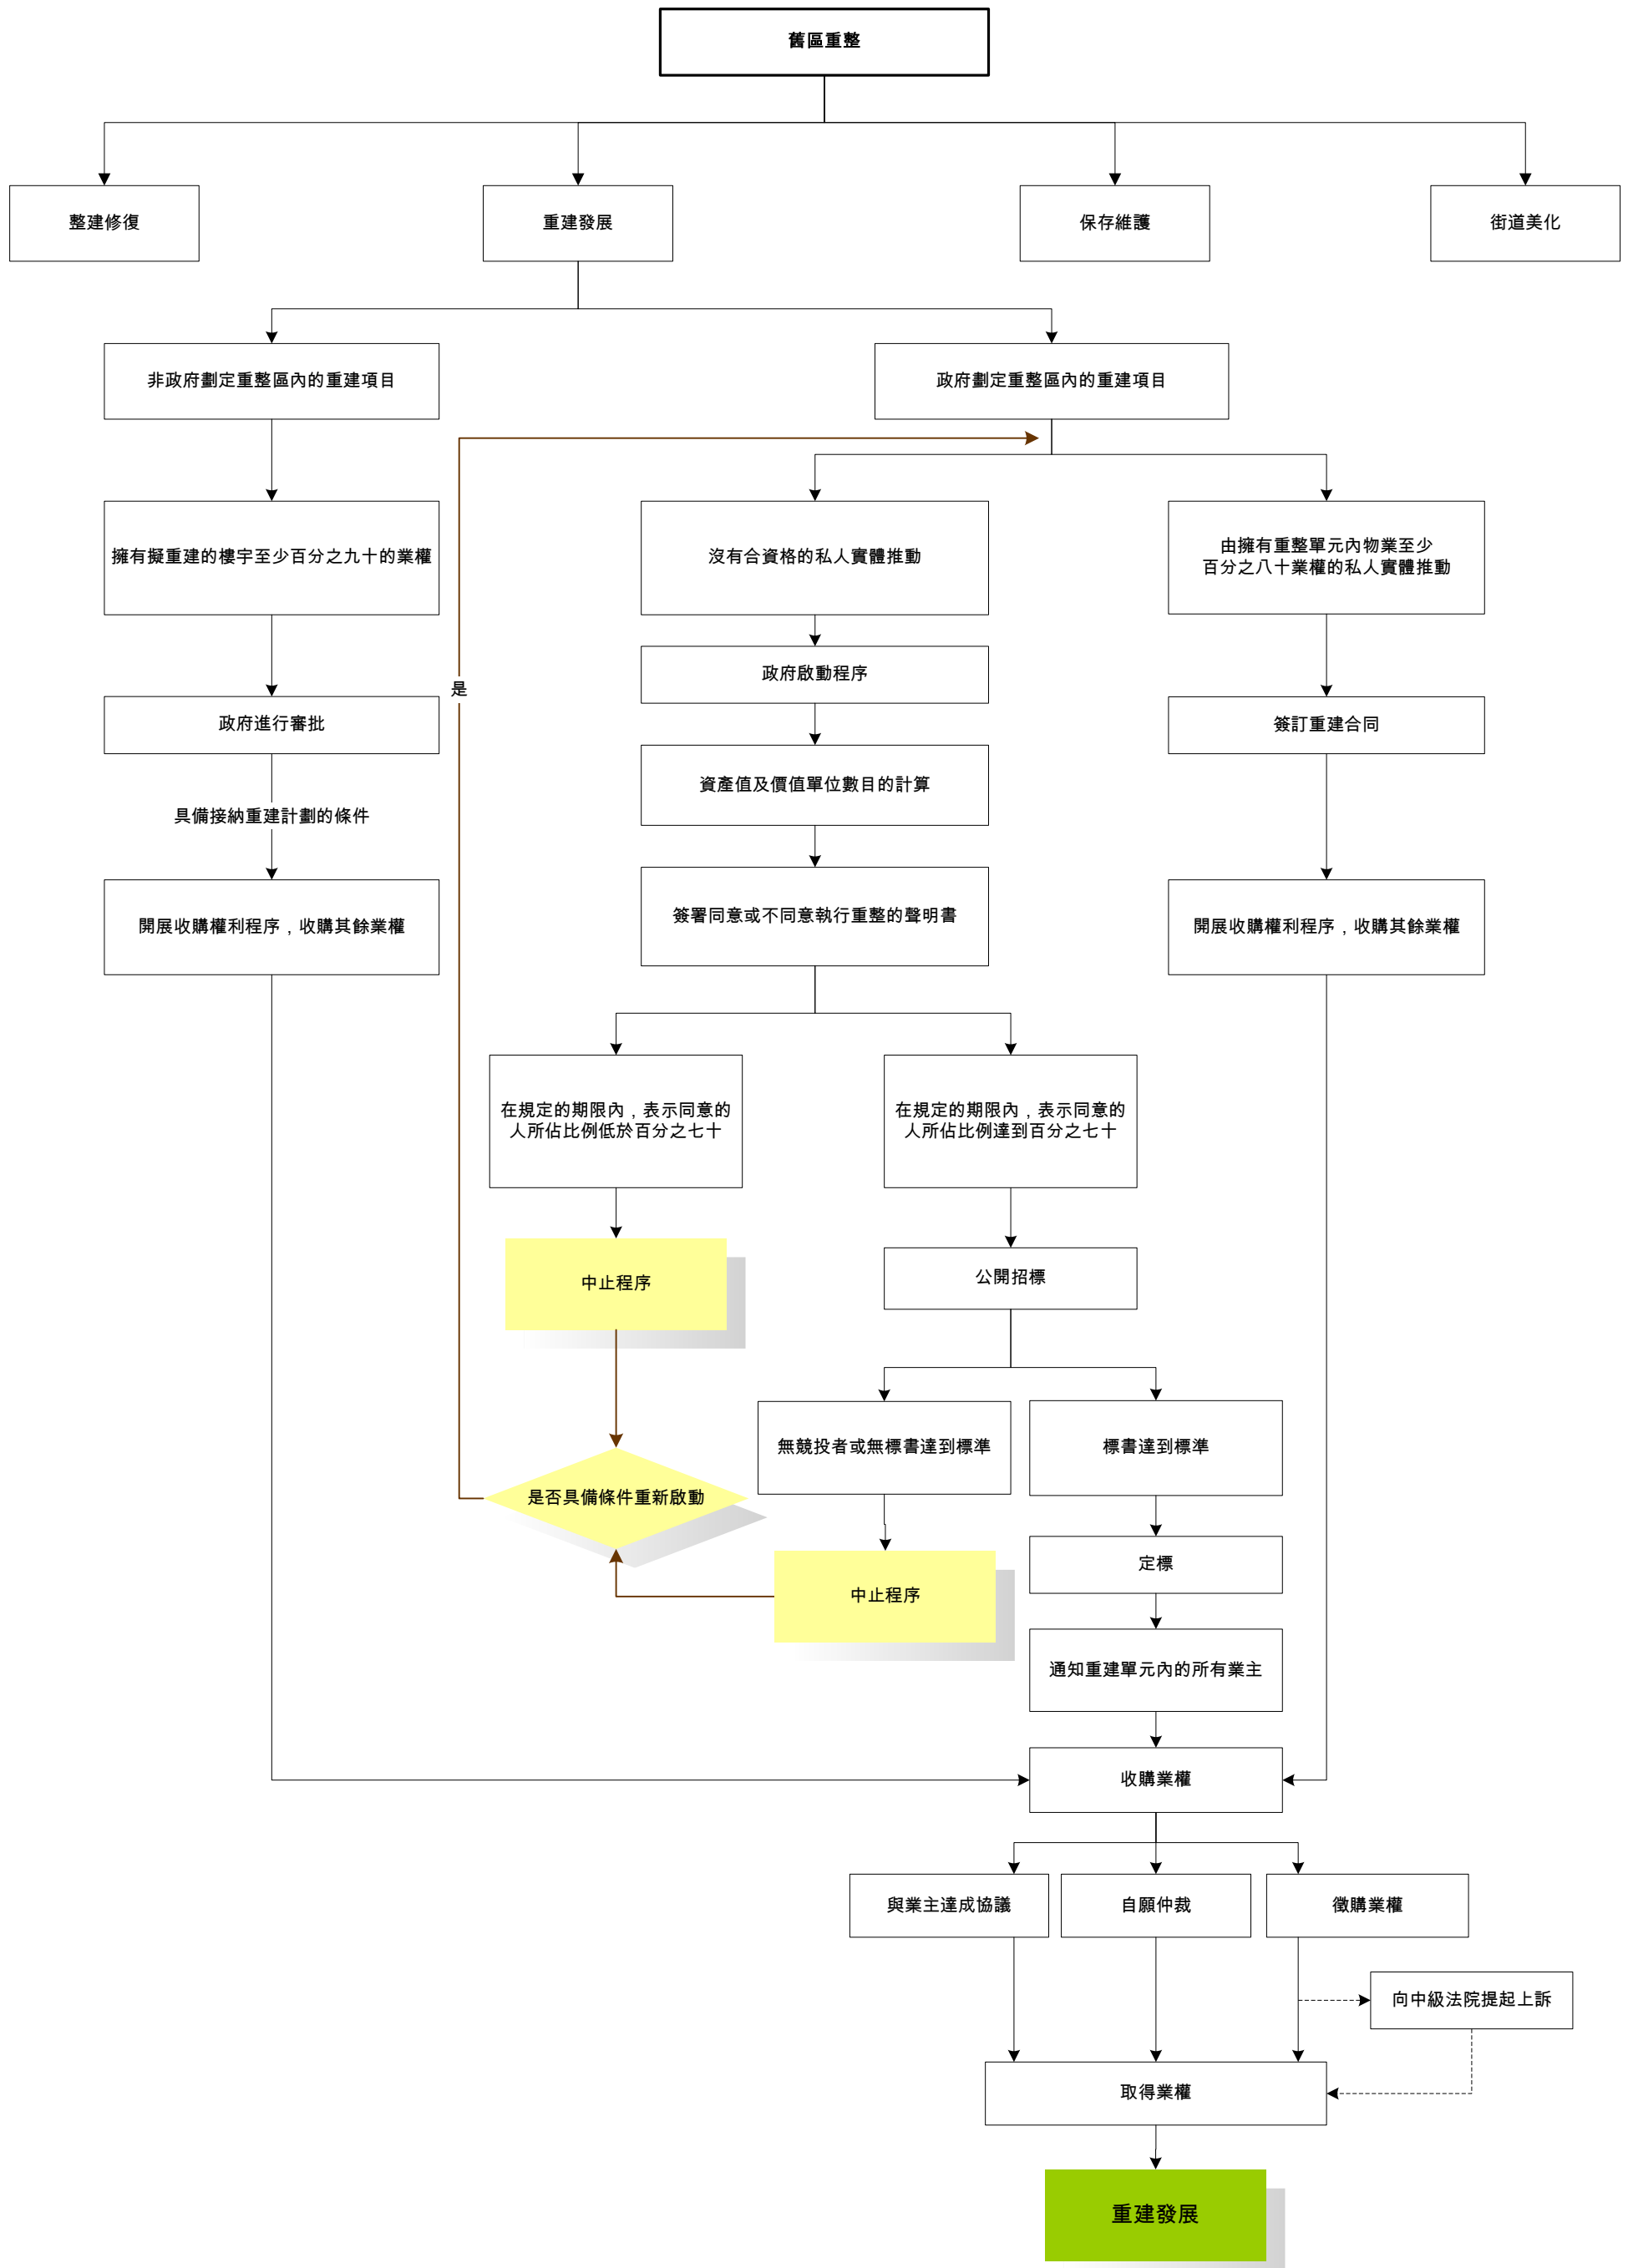 舊區重整
整建修復
重建發展
保存維護
街道美化
非政府劃定重整區內的重建項目
政府劃定重整區內的重建項目
擁有擬重建的樓宇至少百分之九十的業權
沒有合資格的私人實體推動
由擁有重整單元內物業至少
百分之八十業權的私人實體推動
政府啟動程序
是
政府進行審批
簽訂重建合同
資產值及價值單位數目的計算
具備接納重建計劃的條件
簽署同意或不同意執行重整的聲明書
開展收購權利程序，收購其餘業權
開展收購權利程序，收購其餘業權
在規定的期限內，表示同意的
人所佔比例低於百分之七十
在規定的期限內，表示同意的
人所佔比例達到百分之七十
中止程序
公開招標
無競投者或無標書達到標準
標書達到標準
是否具備條件重新啟動
定標
中止程序
通知重建單元內的所有業主
收購業權
與業主達成協議
自願仲裁
徵購業權
向中級法院提起上訴
取得業權
重建發展